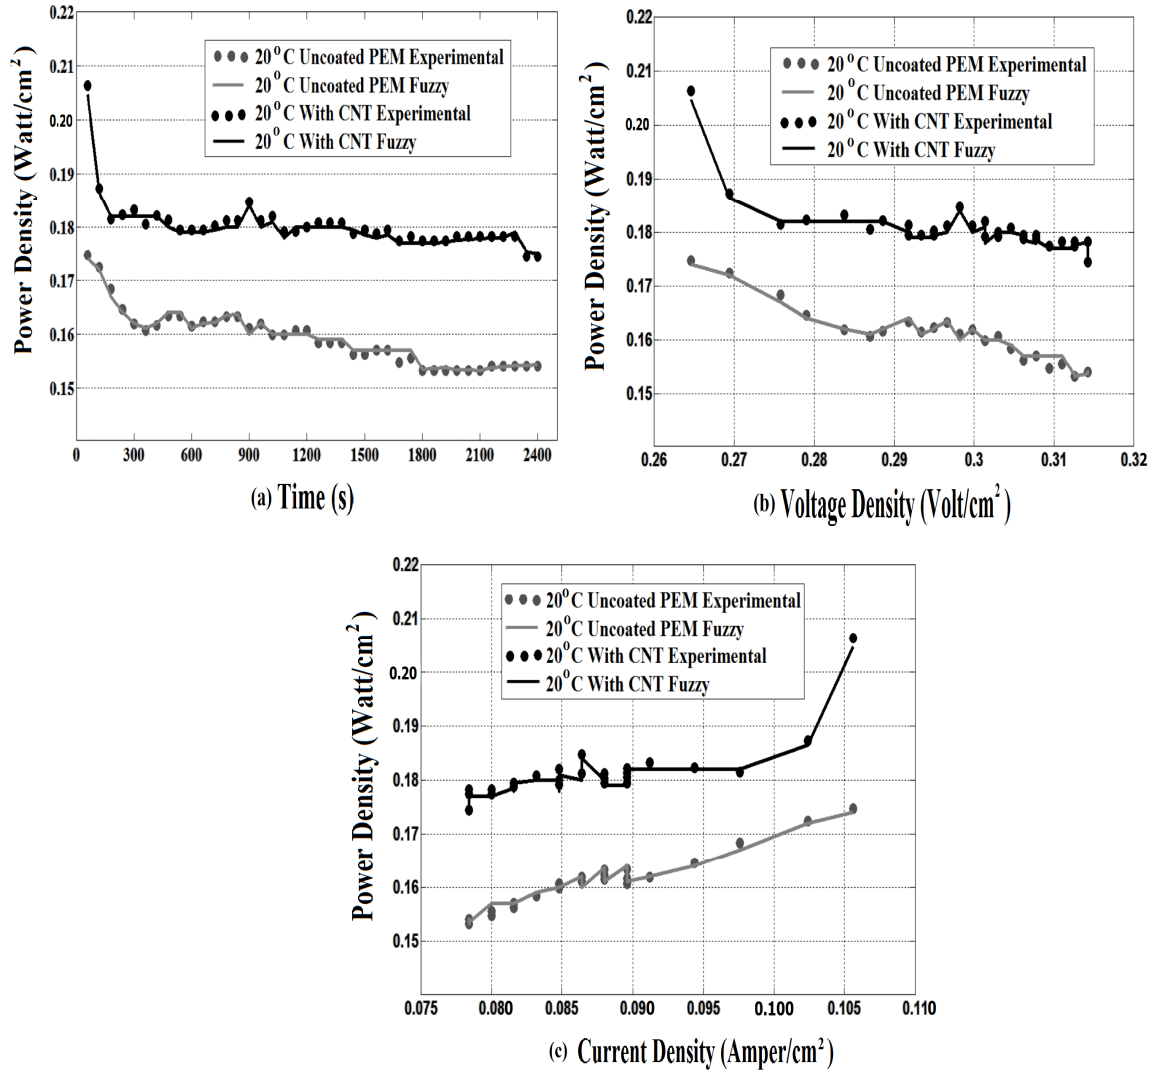 0.22
0.21
0.20
0.19
0.18
0.17
0.16
0.15
Power Density (Watt/cm²)
20°C Uncoated PEM Experimental
20°C Uncoated PEM Fuzzy
20°C With CNT Experimental
20°C With CNT Fuzzy
0 300 600 900 1200 1500 1800 2100 2400
(a) Time (s)
0.22
0.21
0.20
0.19
0.18
0.17
0.16
0.15
Power Density (Watt/cm²)
20°C Uncoated PEM Experimental
20°C Uncoated PEM Fuzzy
20°C With CNT Experimental
20°C With CNT Fuzzy
0.26 0.27 0.28 0.29 0.3 0.31 0.32
(b) Voltage Density (Volt/cm²)
0.22
0.21
0.20
0.19
0.18
0.17
0.16
0.15
Power Density (Watt/cm²)
20°C Uncoated PEM Experimental
20°C Uncoated PEM Fuzzy
20°C With CNT Experimental
20°C With CNT Fuzzy
0.075 0.080 0.085 0.090 0.095 0.100 0.105 0.110
(c) Current Density (Amper/cm²)